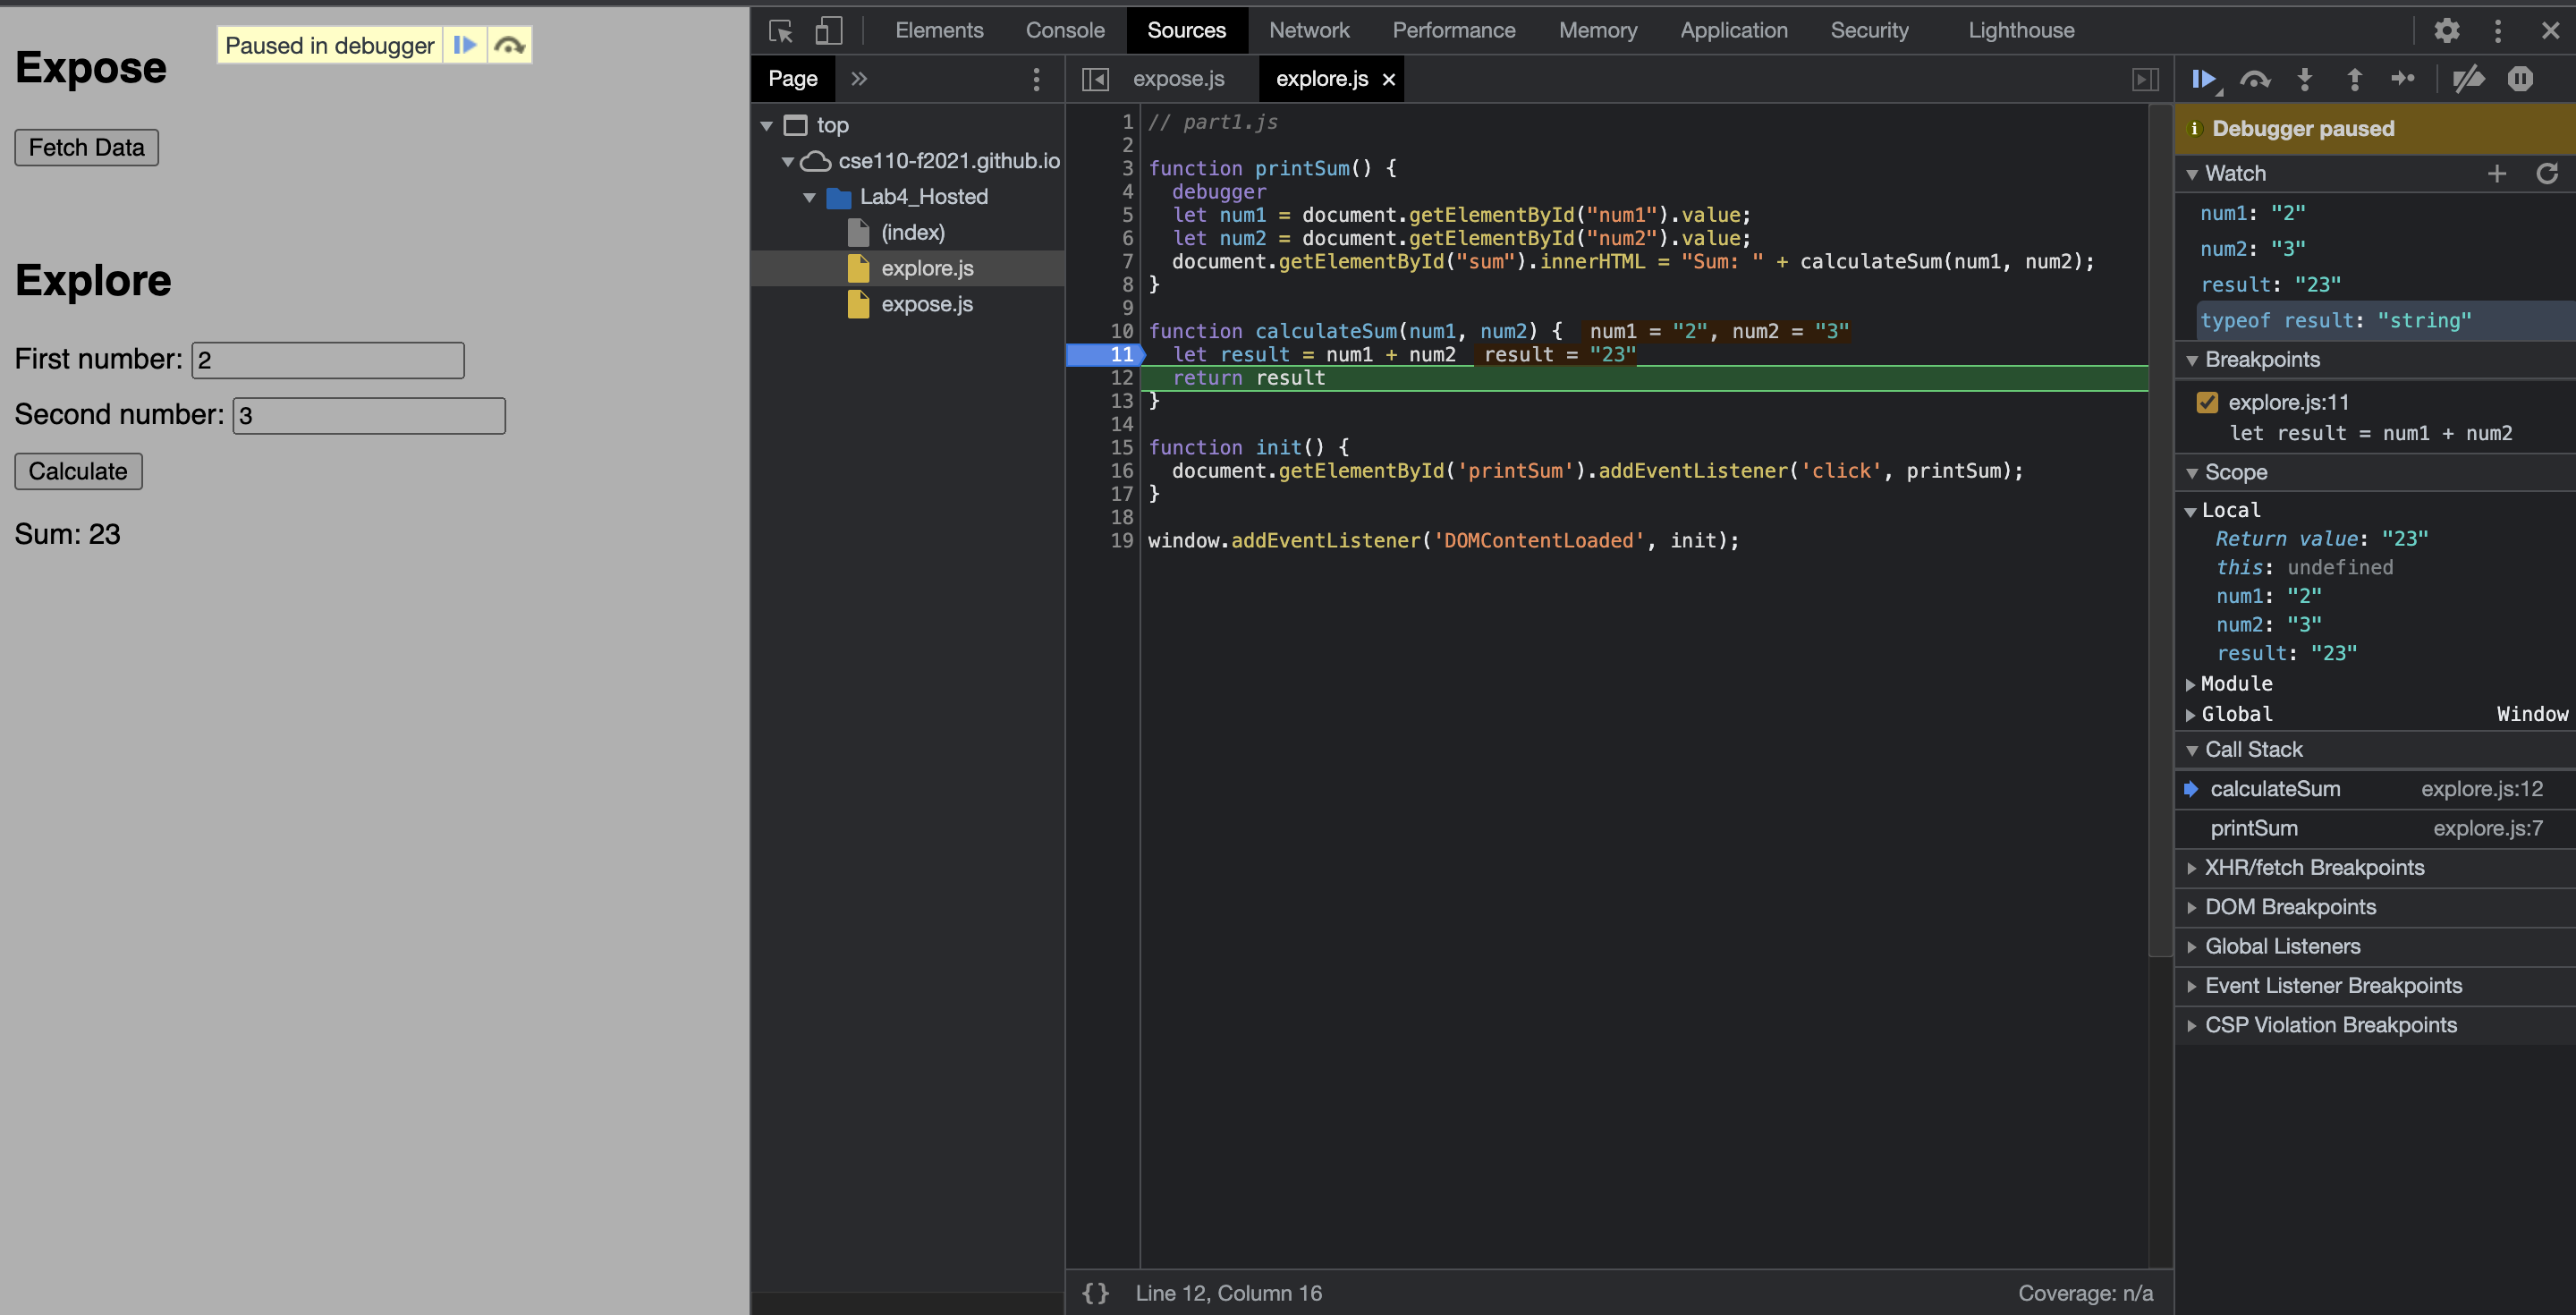 Paused in debugger
Expose
Fetch Data
Explore
First number: 2
Second number: 3
Calculate
Sum: 23
Elements Console Sources Network Performance Memory Application Security Lighthouse
Page
top
cse110-f2021.github.io
Lab4_Hosted
(index)
explore.js
expose.js
expose.js explore.js
1 // part1.js
2
3 function printSum() {
4 debugger
5 let num1 = document.getElementById("num1").value;
6 let num2 = document.getElementById("num2").value;
7 document.getElementById("sum").innerHTML = "Sum: " + calculateSum(num1, num2);
8 }
9
10 function calculateSum(num1, num2) { num1 = "2", num2 = "3"
11 let result = num1 + num2 result = "23"
12 return result
13 }
14
15 function init() {
16 document.getElementById('printSum').addEventListener('click', printSum);
17 }
18
19 window.addEventListener('DOMContentLoaded', init);
{} Line 12, Column 16 Coverage: n/a
Debugger paused
Watch
num1: "2"
num2: "3"
result: "23"
typeof result: "string"
Breakpoints
explore.js:11
let result = num1 + num2
Scope
Local
Return value: "23"
this: undefined
num1: "2"
num2: "3"
result: "23"
Module
Global Window
Call Stack
calculateSum explore.js:12
printSum explore.js:7
XHR/fetch Breakpoints
DOM Breakpoints
Global Listeners
Event Listener Breakpoints
CSP Violation Breakpoints